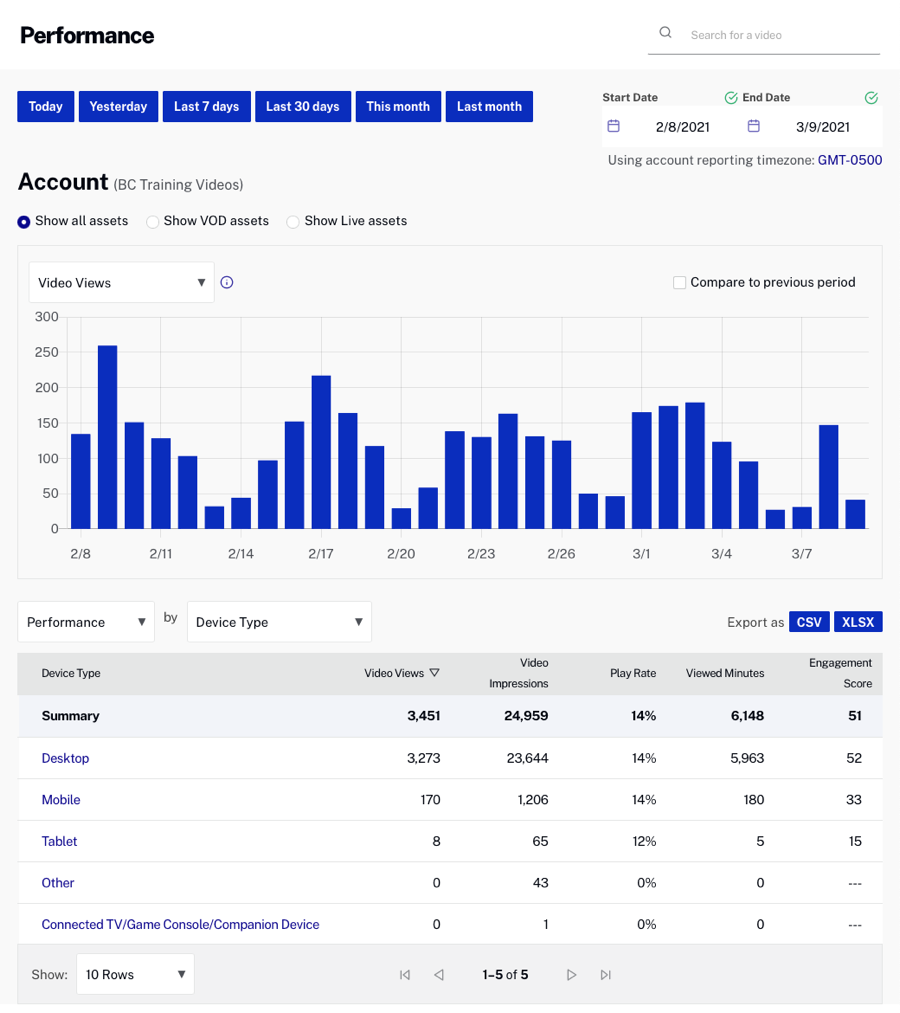 Performance
Search for a video
Today Yesterday Last 7 days Last 30 days This month Last month
Start Date End Date
2/8/2021 3/9/2021
Using account reporting timezone: GMT-0500
Account (BC Training Videos)
Show all assets Show VOD assets Show Live assets
Video Views Compare to previous period
300
250
200
150
100
50
0
2/8 2/11 2/14 2/17 2/20 2/23 2/26 3/1 3/4 3/7
Performance by Device Type Export as CSV XLSX
Device Type Video Views Video Impressions Play Rate Viewed Minutes Engagement Score
Summary 3,451 24,959 14% 6,148 51
Desktop 3,273 23,644 14% 5,963 52
Mobile 170 1,206 14% 180 33
Tablet 8 65 12% 5 15
Other 0 43 0% 0 ---
Connected TV/Game Console/Companion Device 0 1 0% 0 ---
Show: 10 Rows 1–5 of 5